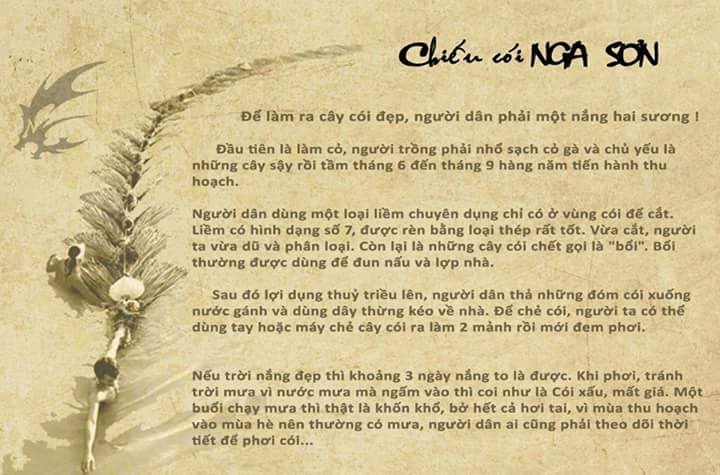 Chiếu cói NGA SƠN
Để làm ra cây cói đẹp, người dân phải một nắng hai sương !
Đầu tiên là làm cỏ, người trồng phải nhổ sạch cỏ gà và chủ yếu là
những cây sậy rồi tầm tháng 6 đến tháng 9 hàng năm tiến hành thu
hoạch.
Người dân dùng một loại liềm chuyên dụng chỉ có ở vùng cói để cắt.
Liềm có hình dạng số 7, được rèn bằng loại thép rất tốt. Vừa cắt, người
ta vừa dũ và phân loại. Còn lại là những cây cói chết gọi là "bổi". Bổi
thường được dùng để đun nấu và lợp nhà.
Sau đó lợi dụng thuỷ triều lên, người dân thả những đóm cói xuống
nước gánh và dùng dây thừng kéo về nhà. Để chẻ cói, người ta có thể
dùng tay hoặc máy chẻ cây cói ra làm 2 mảnh rồi mới đem phơi.
Nếu trời nắng đẹp thì khoảng 3 ngày nắng to là được. Khi phơi, tránh
trời mưa vì nước mưa mà ngấm vào thì coi như là Cói xấu, mất giá. Một
buổi chạy mưa thì thật là khốn khổ, bở hết cả hơi tai, vì mùa thu hoạch
vào mùa hè nên thường có mưa, người dân ai cũng phải theo dõi thời
tiết để phơi cói...